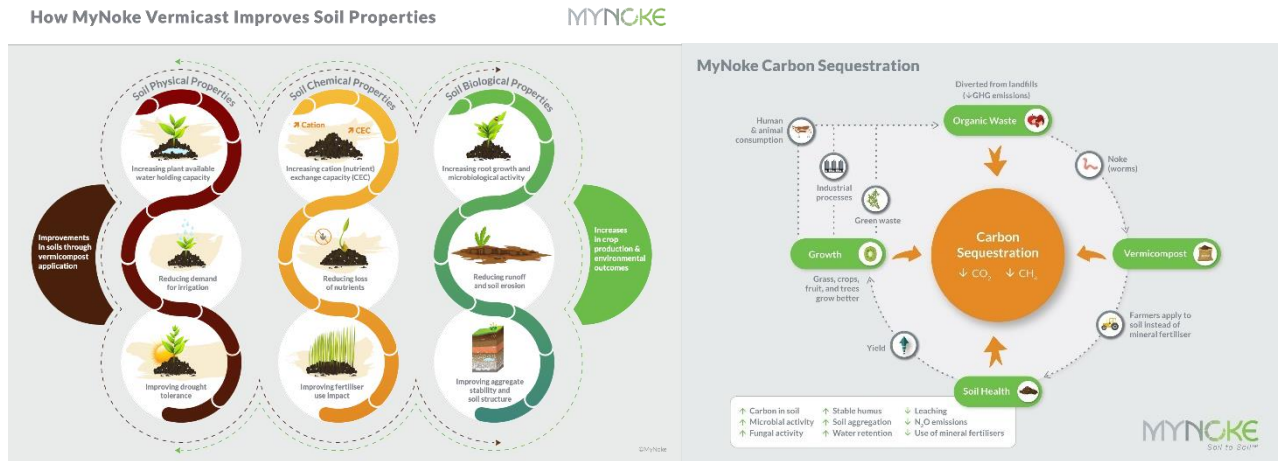 How MyNoke Vermicast Improves Soil Properties
MYNOKE
Soil Physical Properties
Soil Chemical Properties
Soil Biological Properties
Cation
CEC
Increasing plant available
water holding capacity
Increasing cation (nutrient)
exchange capacity (CEC)
Increasing root growth and
microbiological activity
Improvements
in soils through
vermicompost
application
Reducing demand
for irrigation
Reducing loss
of nutrients
Reducing runoff
and soil erosion
Increases
in crop
production &
environmental
outcomes
Improving drought
tolerance
Improving fertiliser
use impact
Improving aggregate
stability and
soil structure
©MyNoke
MyNoke Carbon Sequestration
Diverted from landfills
(↓GHG emissions)
Organic Waste
Human
& animal
consumption
Industrial
processes
Green waste
Noke
(worms)
Growth
Grass, crops,
fruit, and trees
grow better
Carbon
Sequestration
↓ CO₂ ↓ CH₄
Vermicompost
Farmers apply to
soil instead of
mineral fertiliser
Yield
Soil Health
↑ Carbon in soil ↑ Stable humus ↓ Leaching
↑ Microbial activity ↑ Soil aggregation ↓ N₂O emissions
↑ Fungal activity ↑ Water retention ↓ Use of mineral fertilisers
MYNOKE
Soil to Soil™